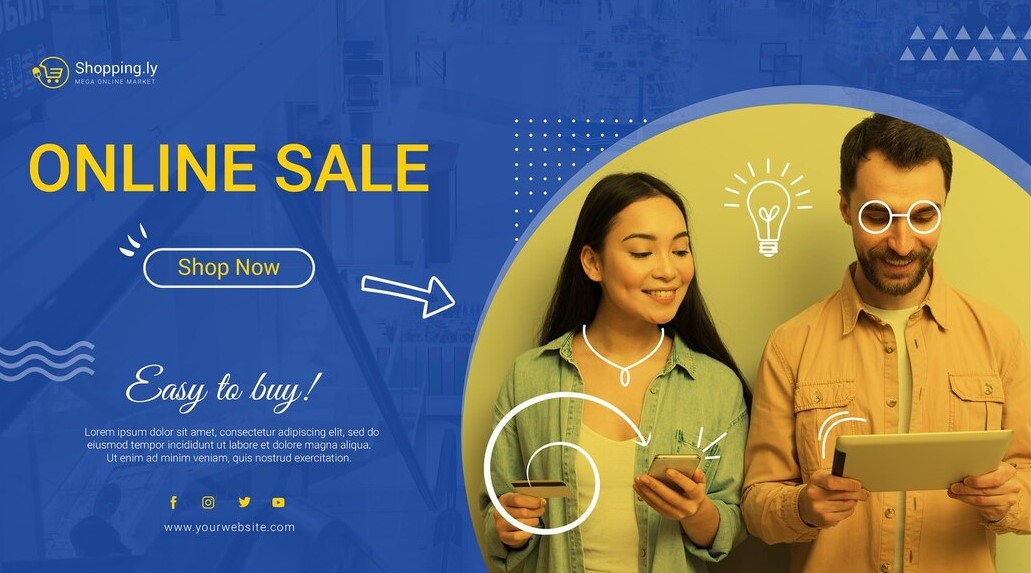 Shopping.ly
MEGA ONLINE MARKET
ONLINE SALE
Shop Now
Easy to buy!
Lorem ipsum dolor sit amet, consectetur adipiscing elit, sed do
eiusmod tempor incididunt ut labore et dolore magna aliqua.
Ut enim ad minim veniam, quis nostrud exercitation.
www.yourwebsite.com